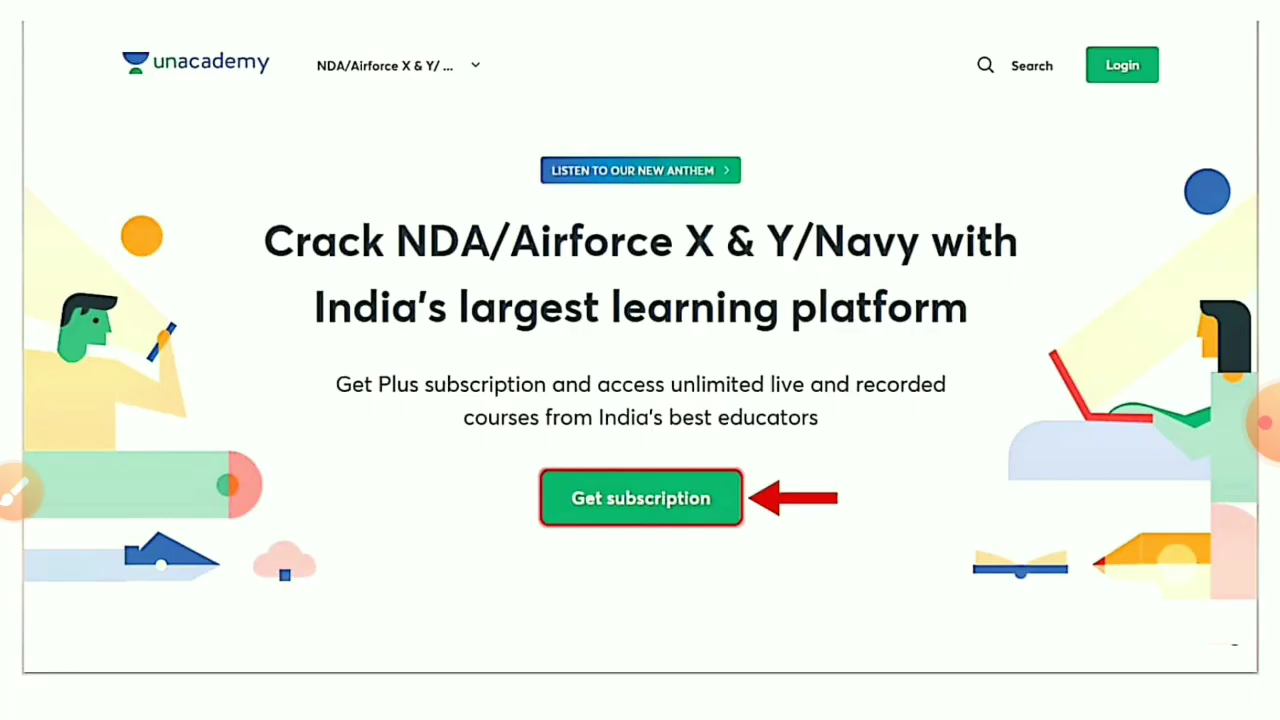 unacademy
NDA/Airforce X & Y/ ...
Search
Login
LISTEN TO OUR NEW ANTHEM
Crack NDA/Airforce X & Y/Navy with
India's largest learning platform
Get Plus subscription and access unlimited live and recorded
courses from India's best educators
Get subscription